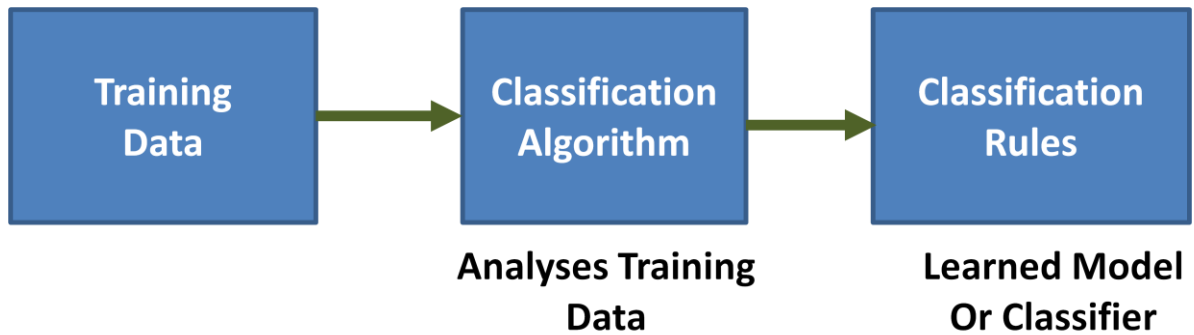 Training
Data
Classification
Algorithm
Classification
Rules
Analyses Training
Data
Learned Model
Or Classifier